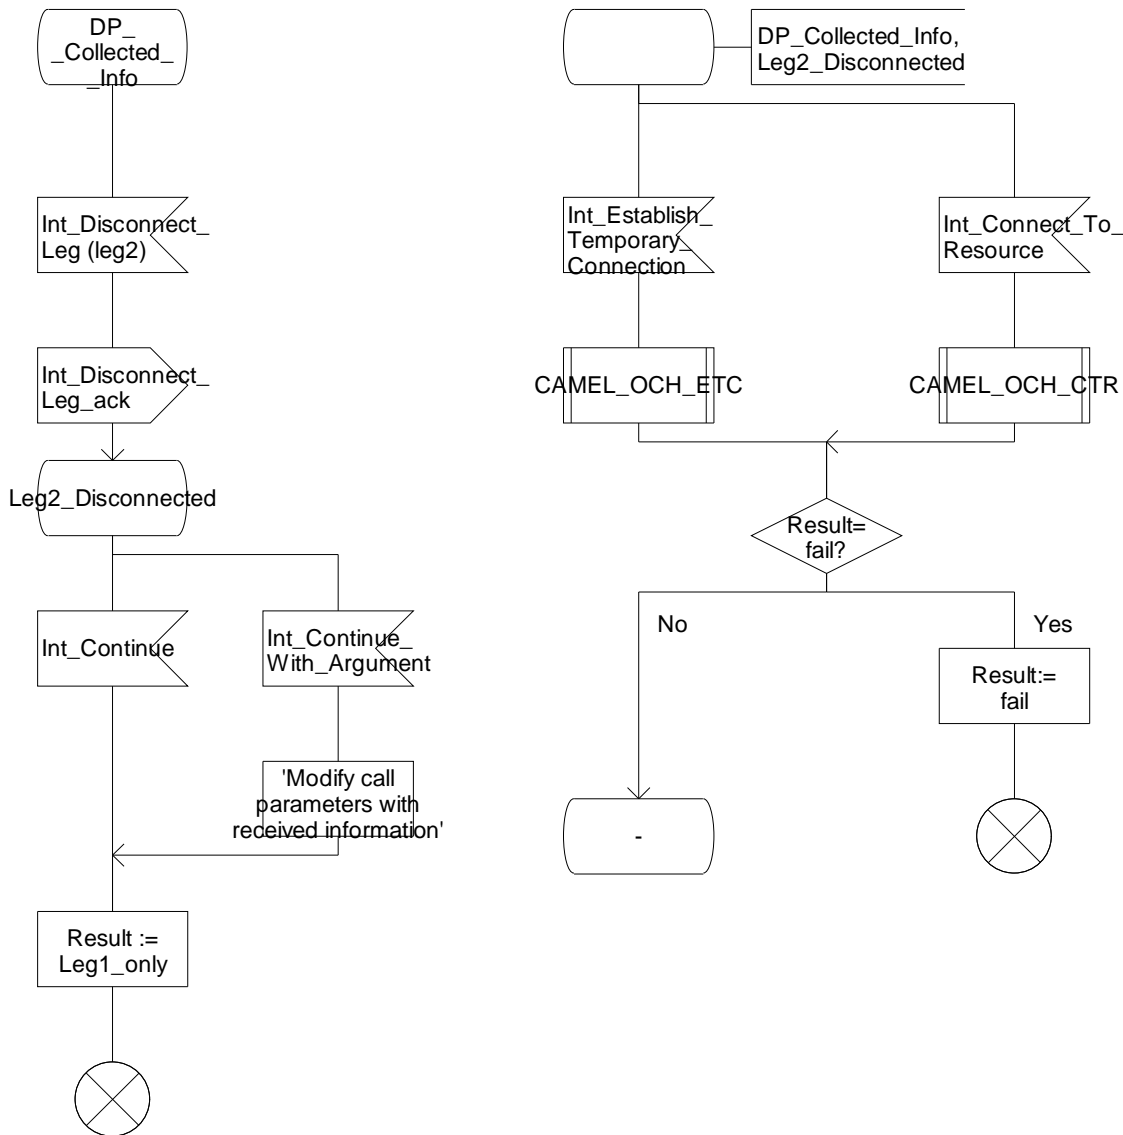 DP_
_Collected_
_Info
Int_Disconnect_
Leg (leg2)
Int_Disconnect_
Leg_ack
Leg2_Disconnected
Int_Continue
Int_Continue_
With_Argument
'Modify call
parameters with
received information'
Result :=
Leg1_only
DP_Collected_Info,
Leg2_Disconnected
Int_Establish_
Temporary_
Connection
Int_Connect_To_
Resource
CAMEL_OCH_ETC
CAMEL_OCH_CTR
Result=
fail?
No
Yes
Result:=
fail
-